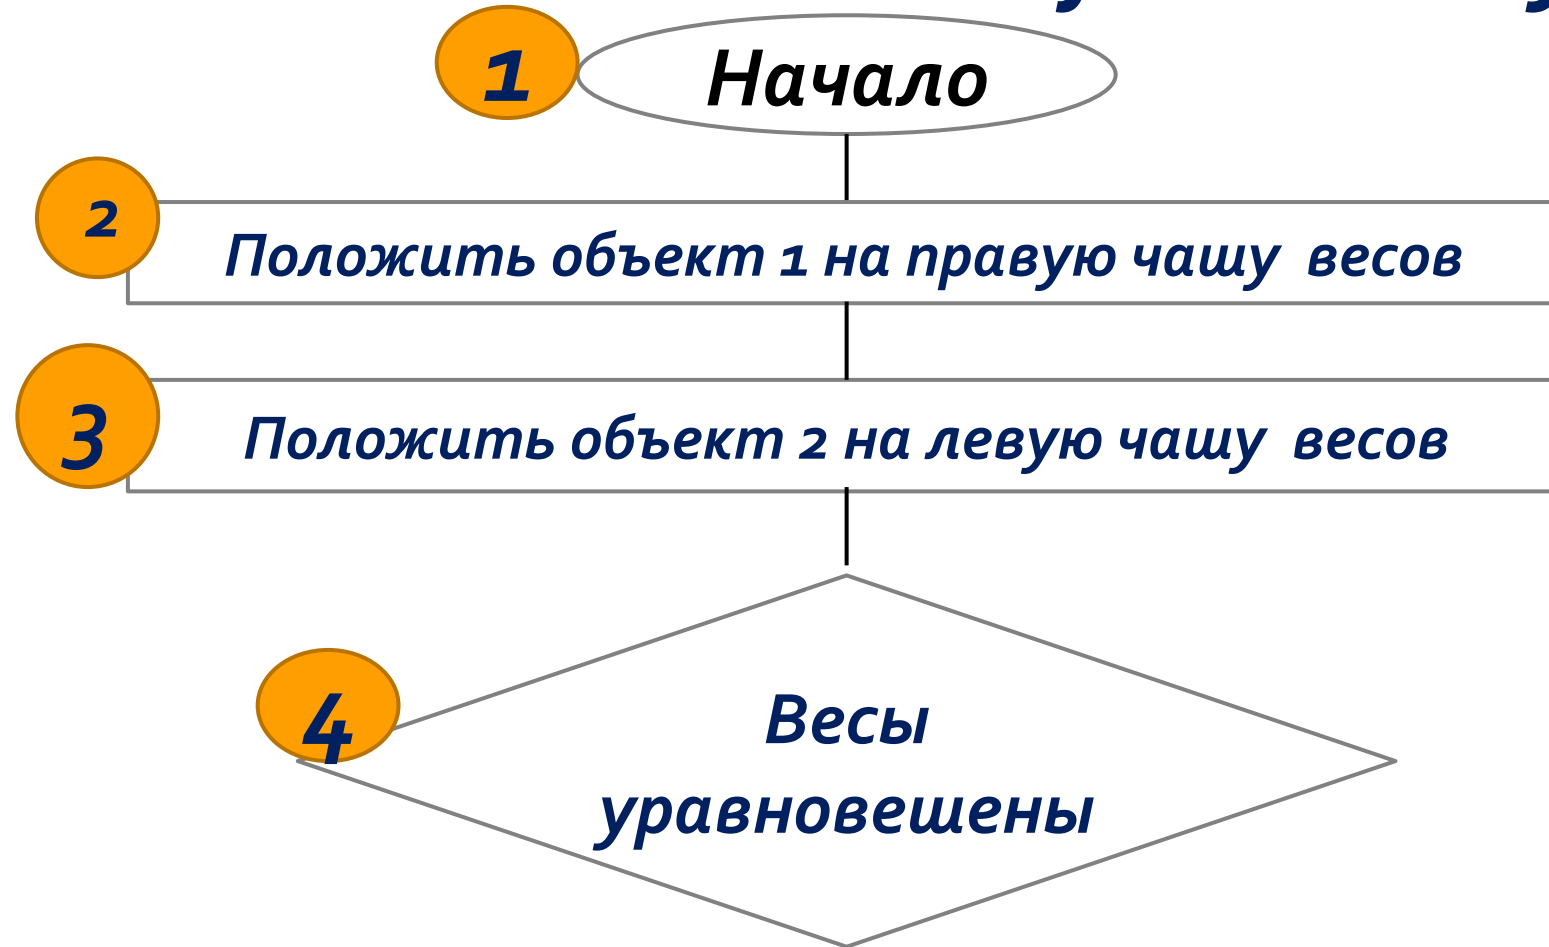 1
Начало
2
Положить объект 1 на правую чашу весов
3
Положить объект 2 на левую чашу весов
4
Весы
уравновешены